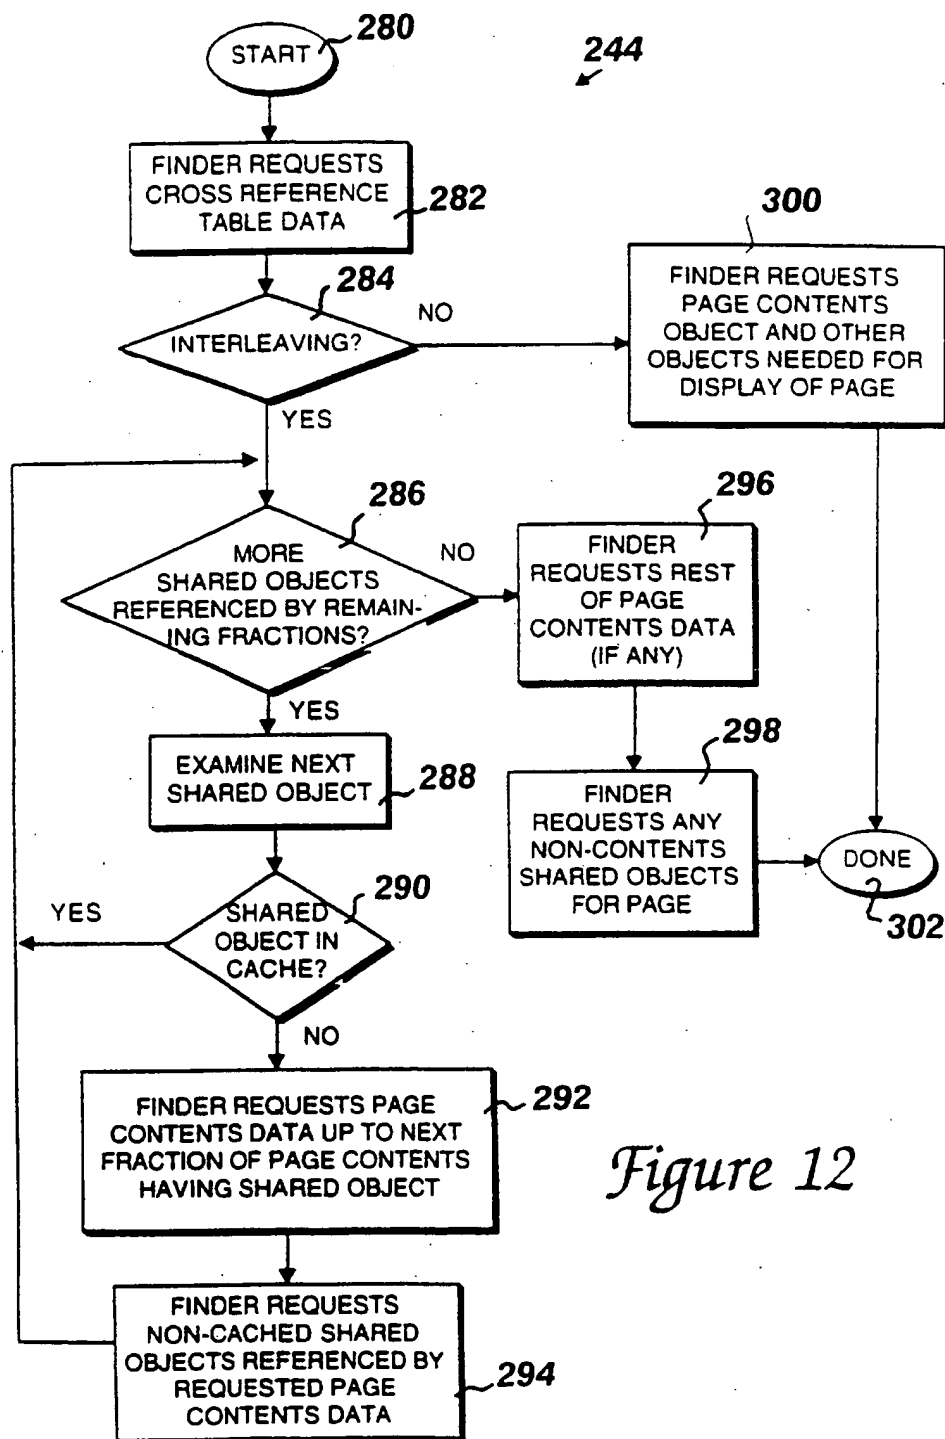 280
START
244
FINDER REQUESTS
CROSS REFERENCE
TABLE DATA
282
300
FINDER REQUESTS
PAGE CONTENTS
OBJECT AND OTHER
OBJECTS NEEDED FOR
DISPLAY OF PAGE
284
INTERLEAVING?
NO
YES
286
MORE
SHARED OBJECTS
REFERENCED BY REMAIN-
ING FRACTIONS?
NO
296
FINDER
REQUESTS REST
OF PAGE
CONTENTS DATA
(IF ANY)
YES
EXAMINE NEXT
SHARED OBJECT
288
298
FINDER
REQUESTS ANY
NON-CONTENTS
SHARED OBJECTS
FOR PAGE
DONE
302
290
YES
SHARED
OBJECT IN
CACHE?
NO
FINDER REQUESTS PAGE
CONTENTS DATA UP TO NEXT
FRACTION OF PAGE CONTENTS
HAVING SHARED OBJECT
292
Figure 12
FINDER REQUESTS
NON-CACHED SHARED
OBJECTS REFERENCED BY
REQUESTED PAGE
CONTENTS DATA
294